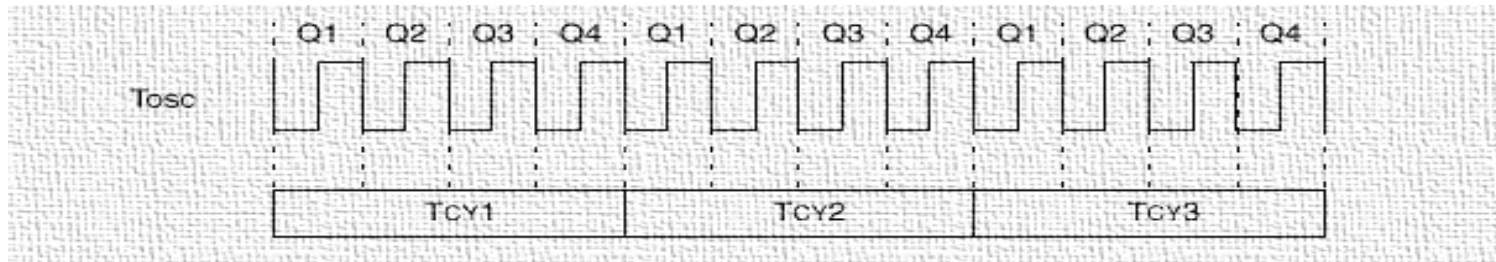 Q1 Q2 Q3 Q4 Q1 Q2 Q3 Q4 Q1 Q2 Q3 Q4
Tosc
TCY1 TCY2 TCY3